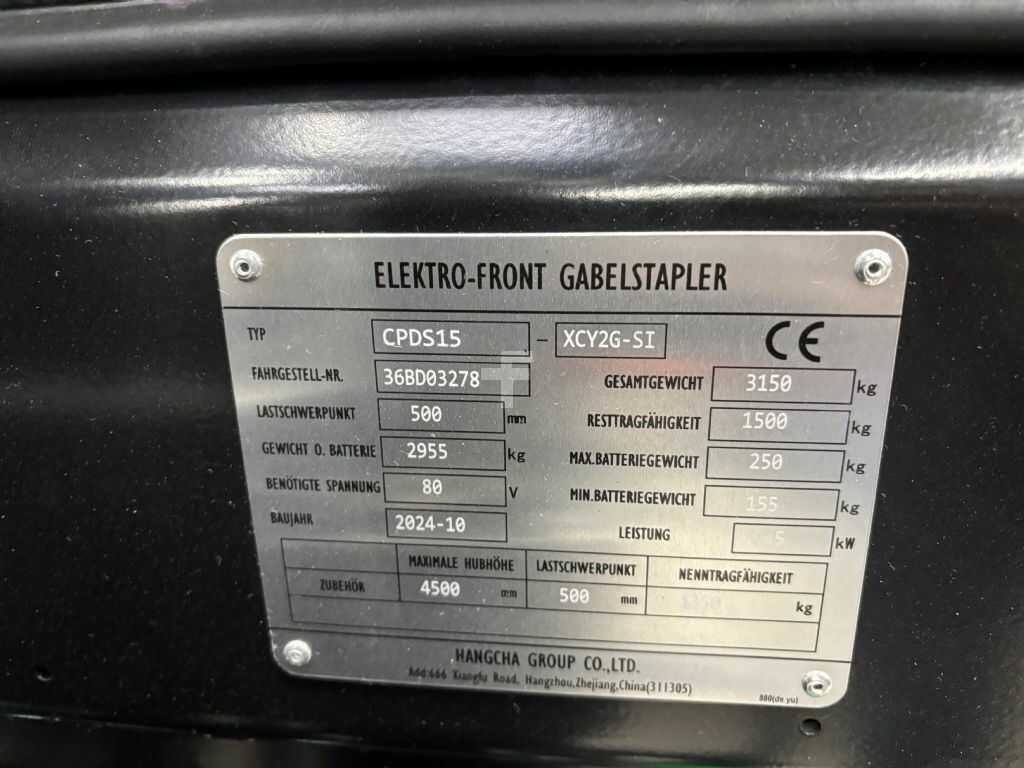 ELEKTRO-FRONT GABELSTAPLER
TYP CPDS15 - XCY2G-SI CE
FAHRGESTELL-NR. 36BD03278 GESAMTGEWICHT 3150 kg
LASTSCHWERPUNKT 500 mm RESTTRAGFÄHIGKEIT 1500 kg
GEWICHT O. BATTERIE 2955 kg MAX.BATTERIEGEWICHT 250 kg
BENÖTIGTE SPANNUNG 80 V MIN.BATTERIEGEWICHT 155 kg
BAUJAHR 2024-10 LEISTUNG kW
MAXIMALE HUBHÖHE LASTSCHWERPUNKT NENNTRAGFÄHIGKEIT
ZUBEHÖR 4500 mm 500 mm kg
HANGCHA GROUP CO.,LTD.
Add:666 Xiangfu Road, Hangzhou,Zhejiang,China(311305)
880(de yu)